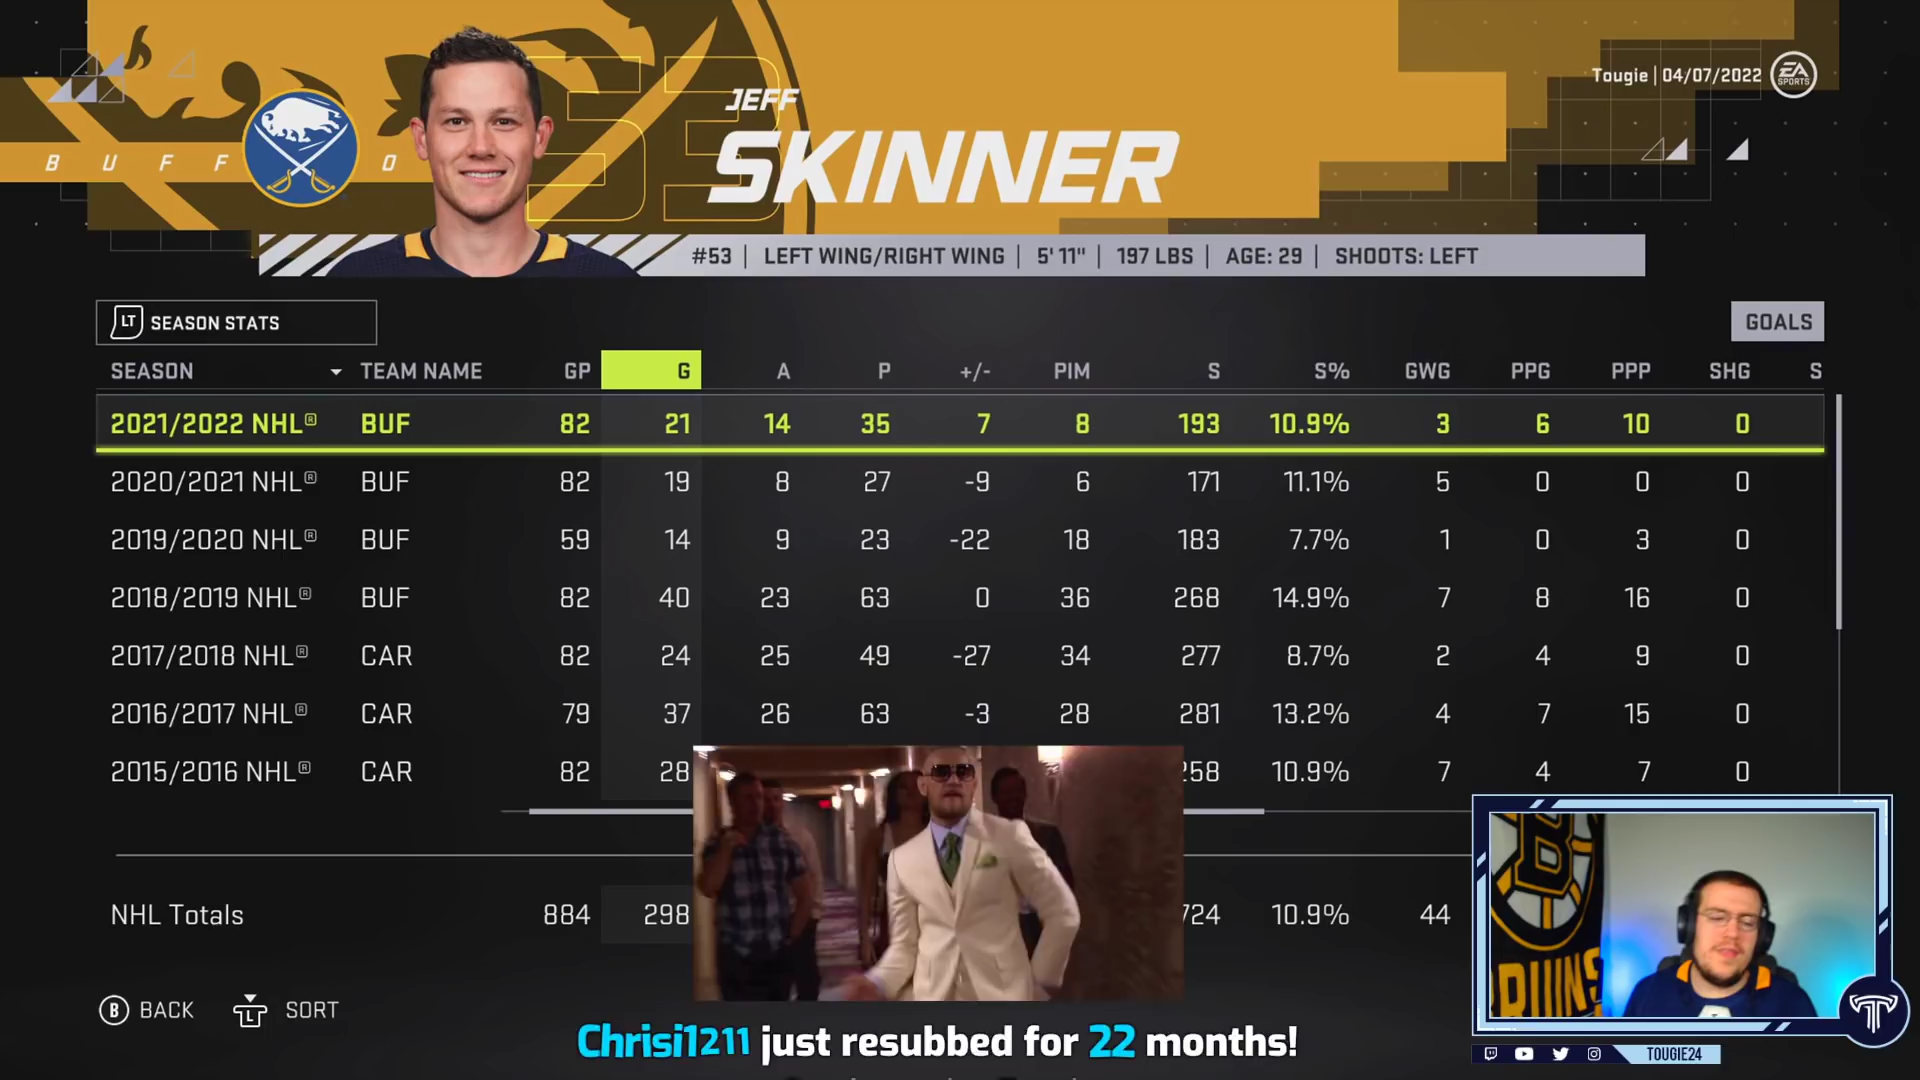 Tougie | 04/07/2022
EA SPORTS
JEFF
SKINNER
B U F F O
53
#53 | LEFT WING/RIGHT WING | 5' 11" | 197 LBS | AGE: 29 | SHOOTS: LEFT
LT SEASON STATS
GOALS
SEASON TEAM NAME GP G A P +/- PIM S S% GWG PPG PPP SHG S
2021/2022 NHL® BUF 82 21 14 35 7 8 193 10.9% 3 6 10 0
2020/2021 NHL® BUF 82 19 8 27 -9 6 171 11.1% 5 0 0 0
2019/2020 NHL® BUF 59 14 9 23 -22 18 183 7.7% 1 0 3 0
2018/2019 NHL® BUF 82 40 23 63 0 36 268 14.9% 7 8 16 0
2017/2018 NHL® CAR 82 24 25 49 -27 34 277 8.7% 2 4 9 0
2016/2017 NHL® CAR 79 37 26 63 -3 28 281 13.2% 4 7 15 0
2015/2016 NHL® CAR 82 28 258 10.9% 7 4 7 0
NHL Totals 884 298 724 10.9% 44
B
BRUINS
B BACK L SORT
Chrisi1211 just resubbed for 22 months!
TOUGIE24